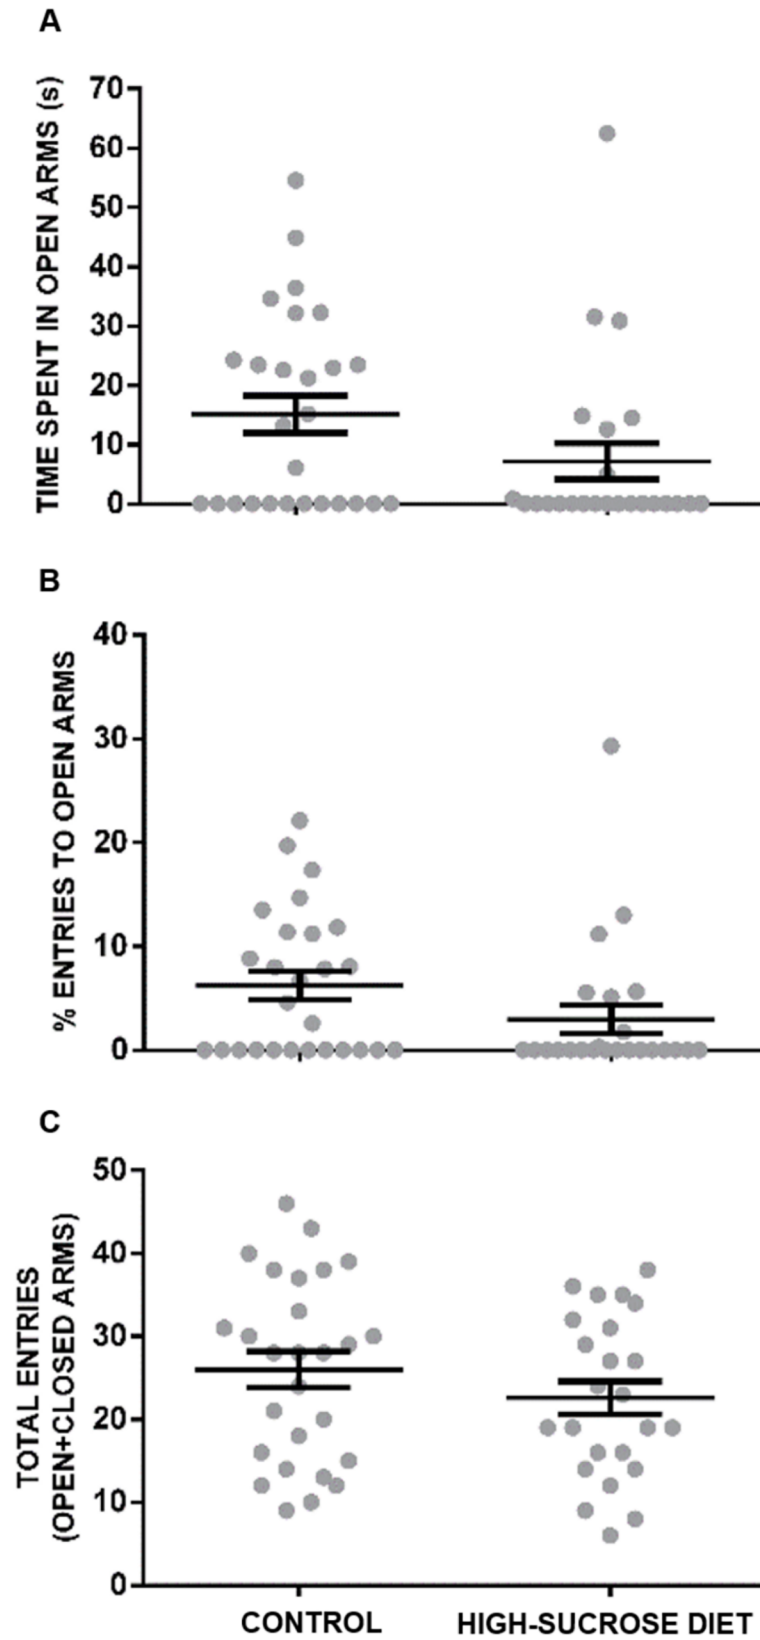 A
TIME SPENT IN OPEN ARMS (s)
70
60
50
40
30
20
10
0
B
% ENTRIES TO OPEN ARMS
40
30
20
10
0
C
TOTAL ENTRIES
(OPEN+CLOSED ARMS)
50
40
30
20
10
0
CONTROL
HIGH-SUCROSE DIET